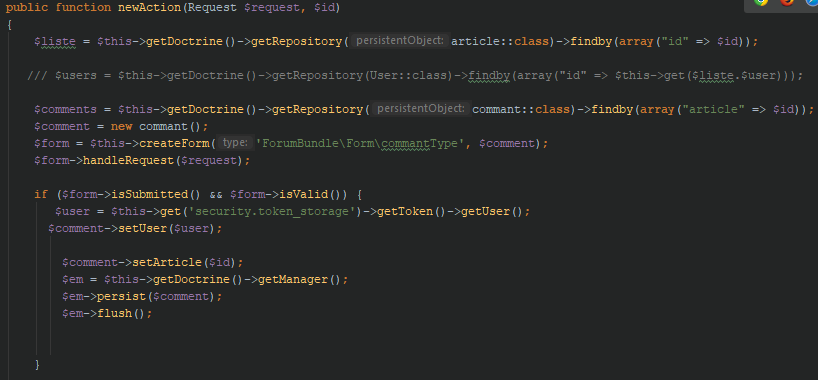 public function newAction(Request $request, $id)
{
$liste = $this->getDoctrine()->getRepository( persistentObject: article::class)->findby(array("id" => $id));
/// $users = $this->getDoctrine()->getRepository(User::class)->findby(array("id" => $this->get($liste.$user)));
$comments = $this->getDoctrine()->getRepository( persistentObject: commant::class)->findby(array("article" => $id));
$comment = new commant();
$form = $this->createForm( type: 'ForumBundle\Form\commantType', $comment);
$form->handleRequest($request);
if ($form->isSubmitted() && $form->isValid()) {
$user = $this->get('security.token_storage')->getToken()->getUser();
$comment->setUser($user);
$comment->setArticle($id);
$em = $this->getDoctrine()->getManager();
$em->persist($comment);
$em->flush();
}